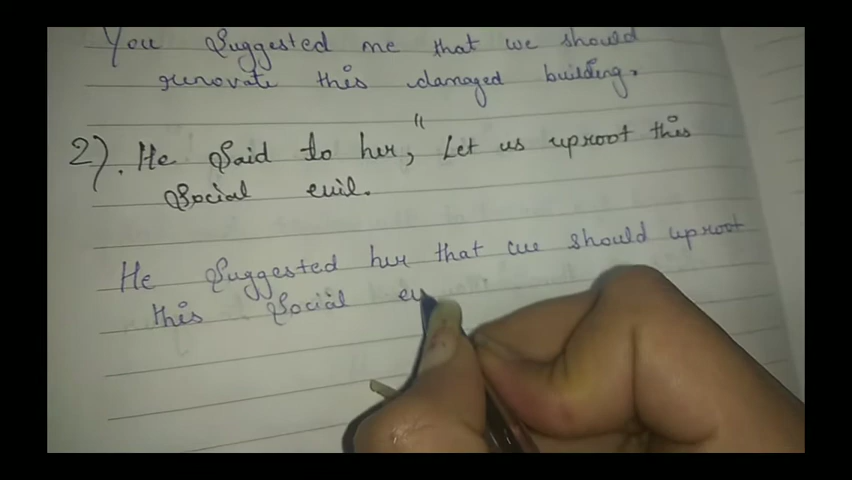 You Suggested me that we should
renovate this damaged building.
2). He Said to her, " Let us uproot this
Social evil.
He Suggested her that we should uproot
this Social ev